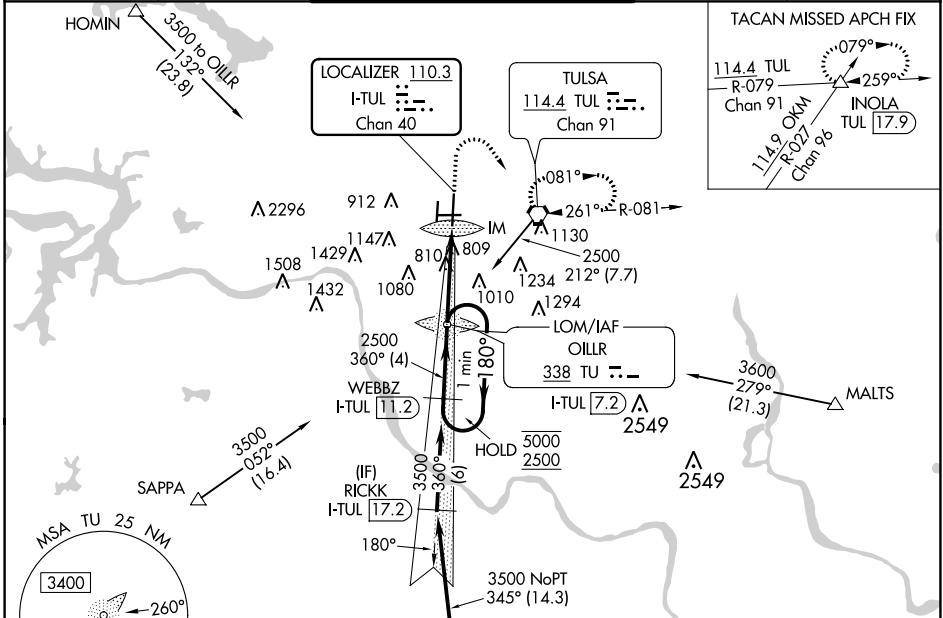 HOMIN
3500 to OILLR
132°
(23.8)
LOCALIZER 110.3
I-TUL
Chan 40
TULSA
114.4 TUL
Chan 91
TACAN MISSED APCH FIX
079°
114.4 TUL
R-079
Chan 91
259°
INOLA
TUL 17.9
114.9 OKM
R-027
Chan 96
081°
261°
R-081
2296
912
IM
1130
1147
1429
810
809
2500
212° (7.7)
1508
1432
1080
1010
1234
1294
LOM/IAF
OILLR
338 TU
I-TUL 7.2
2500
360° (4)
1 min
180°
WEBBZ
I-TUL 11.2
3600
279°
(21.3)
MALTS
2549
HOLD
5000
2500
3500
052°
(16.4)
SAPPA
3500
360°
(6)
2549
(IF)
RICKK
I-TUL 17.2
180°
3500 NoPT
345° (14.3)
MSA TU 25 NM
3400
260°